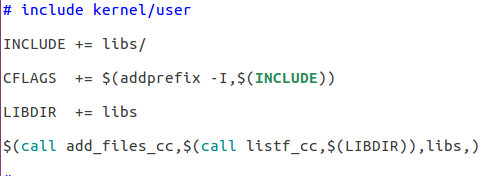 # include kernel/user
INCLUDE += libs/
CFLAGS  += $(addprefix -I,$(INCLUDE))
LIBDIR  += libs
$(call add_files_cc,$(call listf_cc,$(LIBDIR)),libs,)